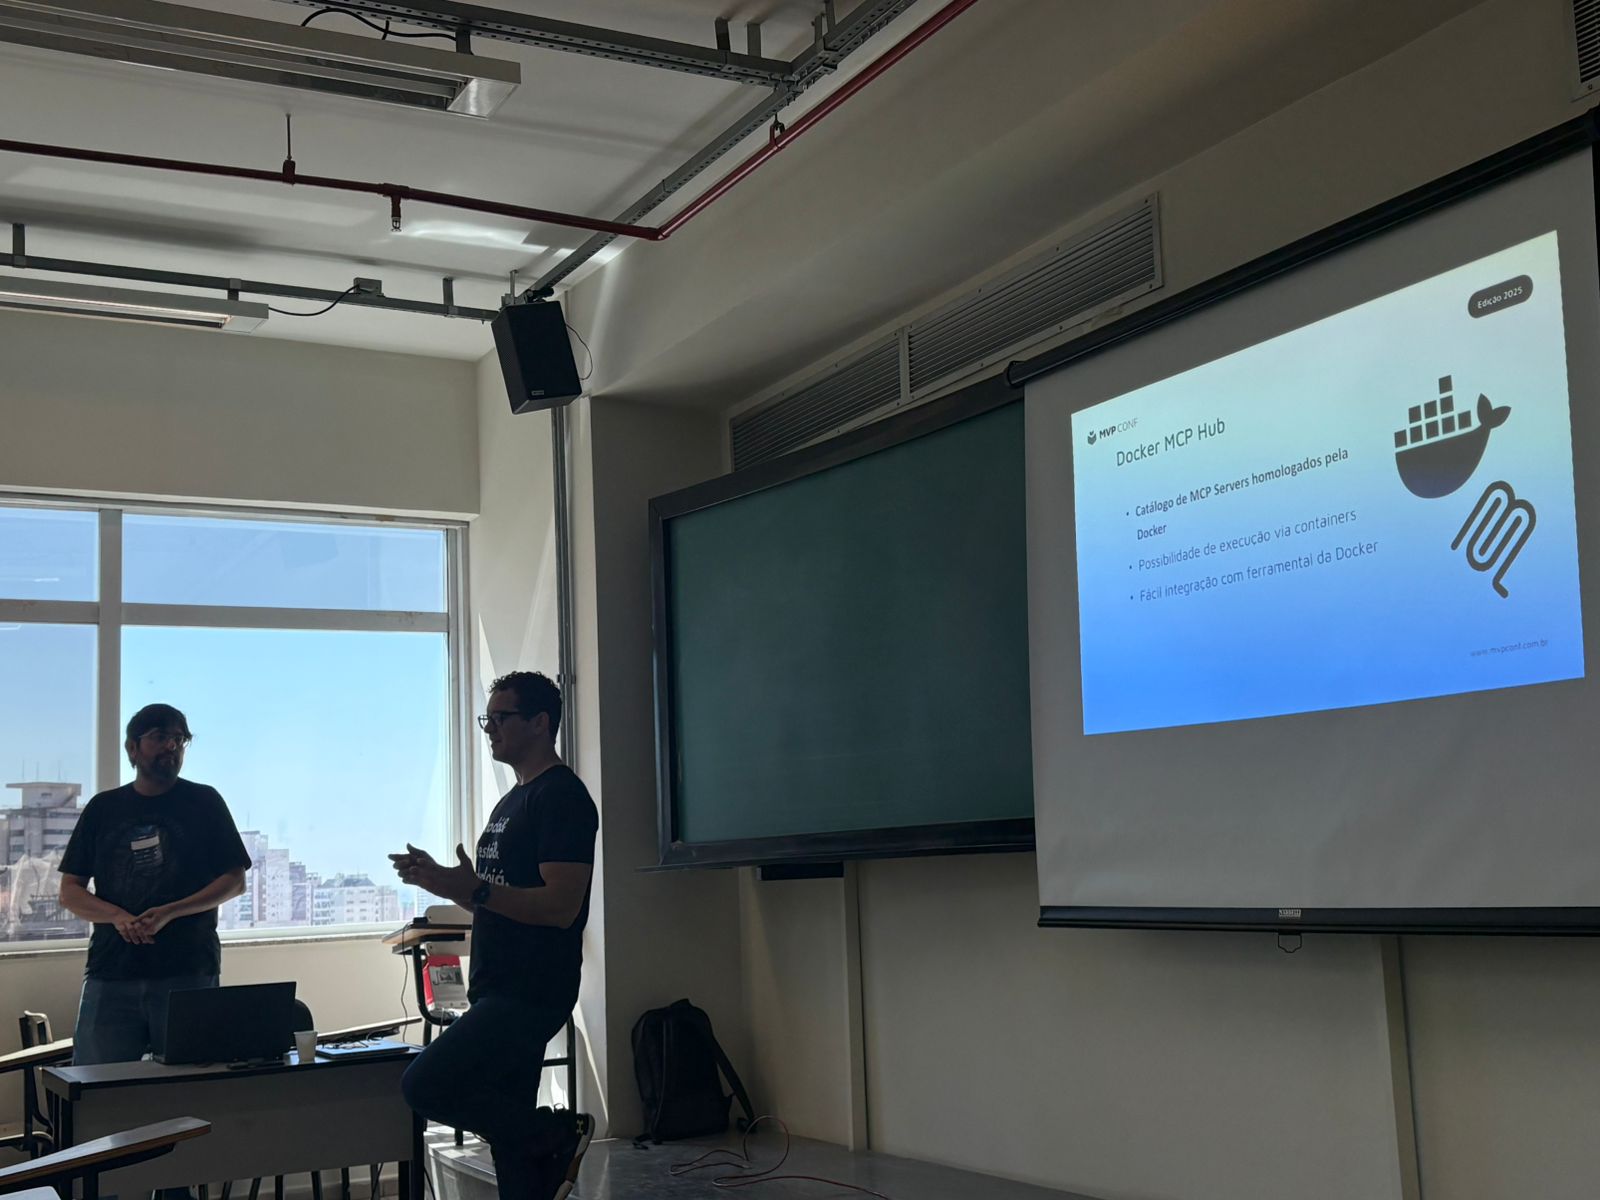 Edição 2025
MVP CONF
Docker MCP Hub
• Catálogo de MCP Servers homologados pela
Docker
• Possibilidade de execução via containers
• Fácil integração com ferramental da Docker
www.mvpconf.com.br